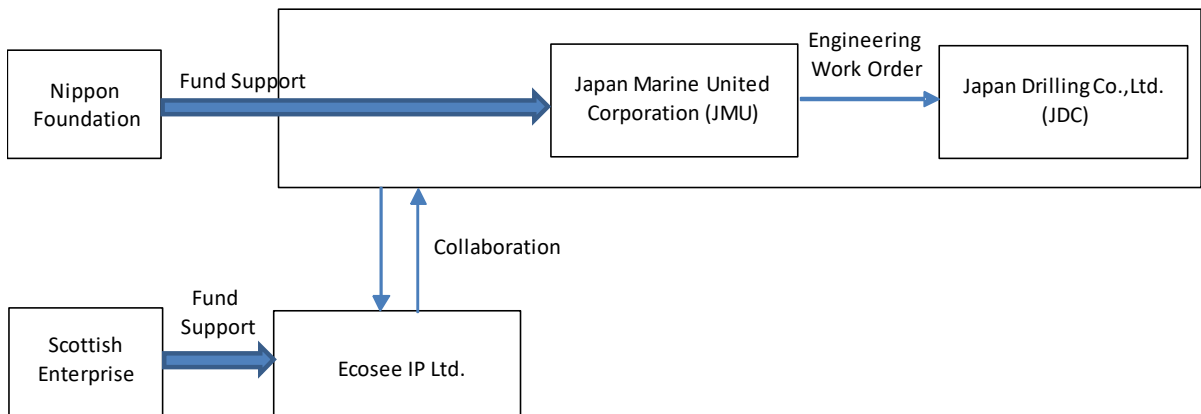 Nippon
Foundation
Fund Support
Japan Marine United
Corporation (JMU)
Engineering
Work Order
Japan Drilling Co.,Ltd.
(JDC)
Collaboration
Scottish
Enterprise
Fund
Support
Ecosee IP Ltd.